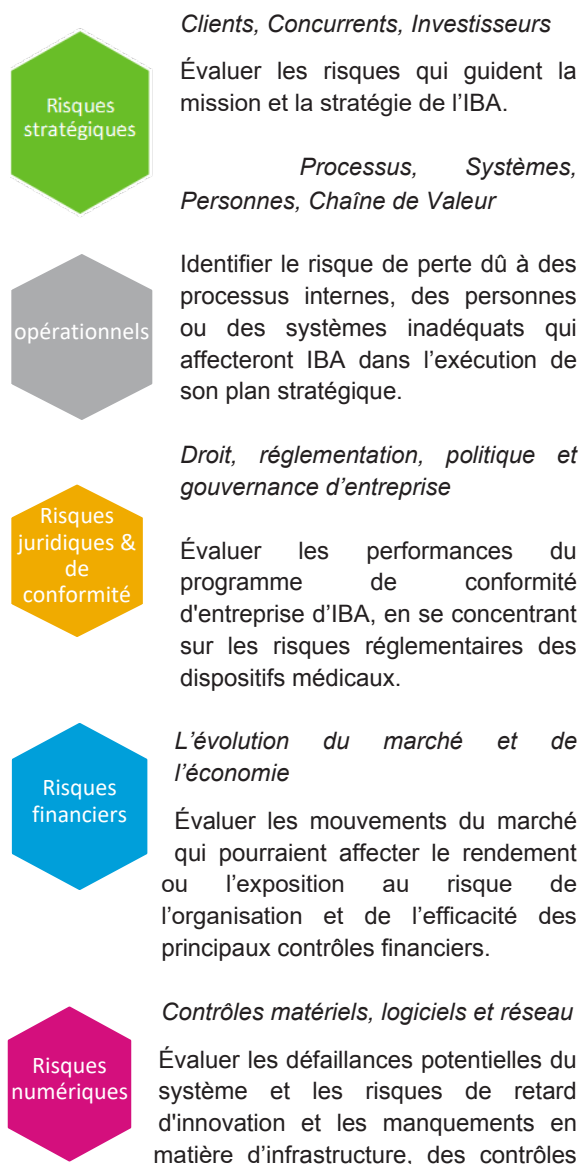 Clients, Concurrents, Investisseurs
Risques
stratégiques
Évaluer les risques qui guident la
mission et la stratégie de l’IBA.
Processus, Systèmes,
Personnes, Chaîne de Valeur
opérationnels
Identifier le risque de perte dû à des
processus internes, des personnes
ou des systèmes inadéquats qui
affecteront IBA dans l’exécution de
son plan stratégique.
Droit, réglementation, politique et
gouvernance d’entreprise
Risques
juridiques &
de
conformité
Évaluer les performances du
programme de conformité
d'entreprise d’IBA, en se concentrant
sur les risques réglementaires des
dispositifs médicaux.
L’évolution du marché et de
l’économie
Risques
financiers
Évaluer les mouvements du marché
qui pourraient affecter le rendement
ou l’exposition au risque de
l’organisation et de l’efficacité des
principaux contrôles financiers.
Contrôles matériels, logiciels et réseau
Risques
numériques
Évaluer les défaillances potentielles du
système et les risques de retard
d'innovation et les manquements en
matière d’infrastructure, des contrôles